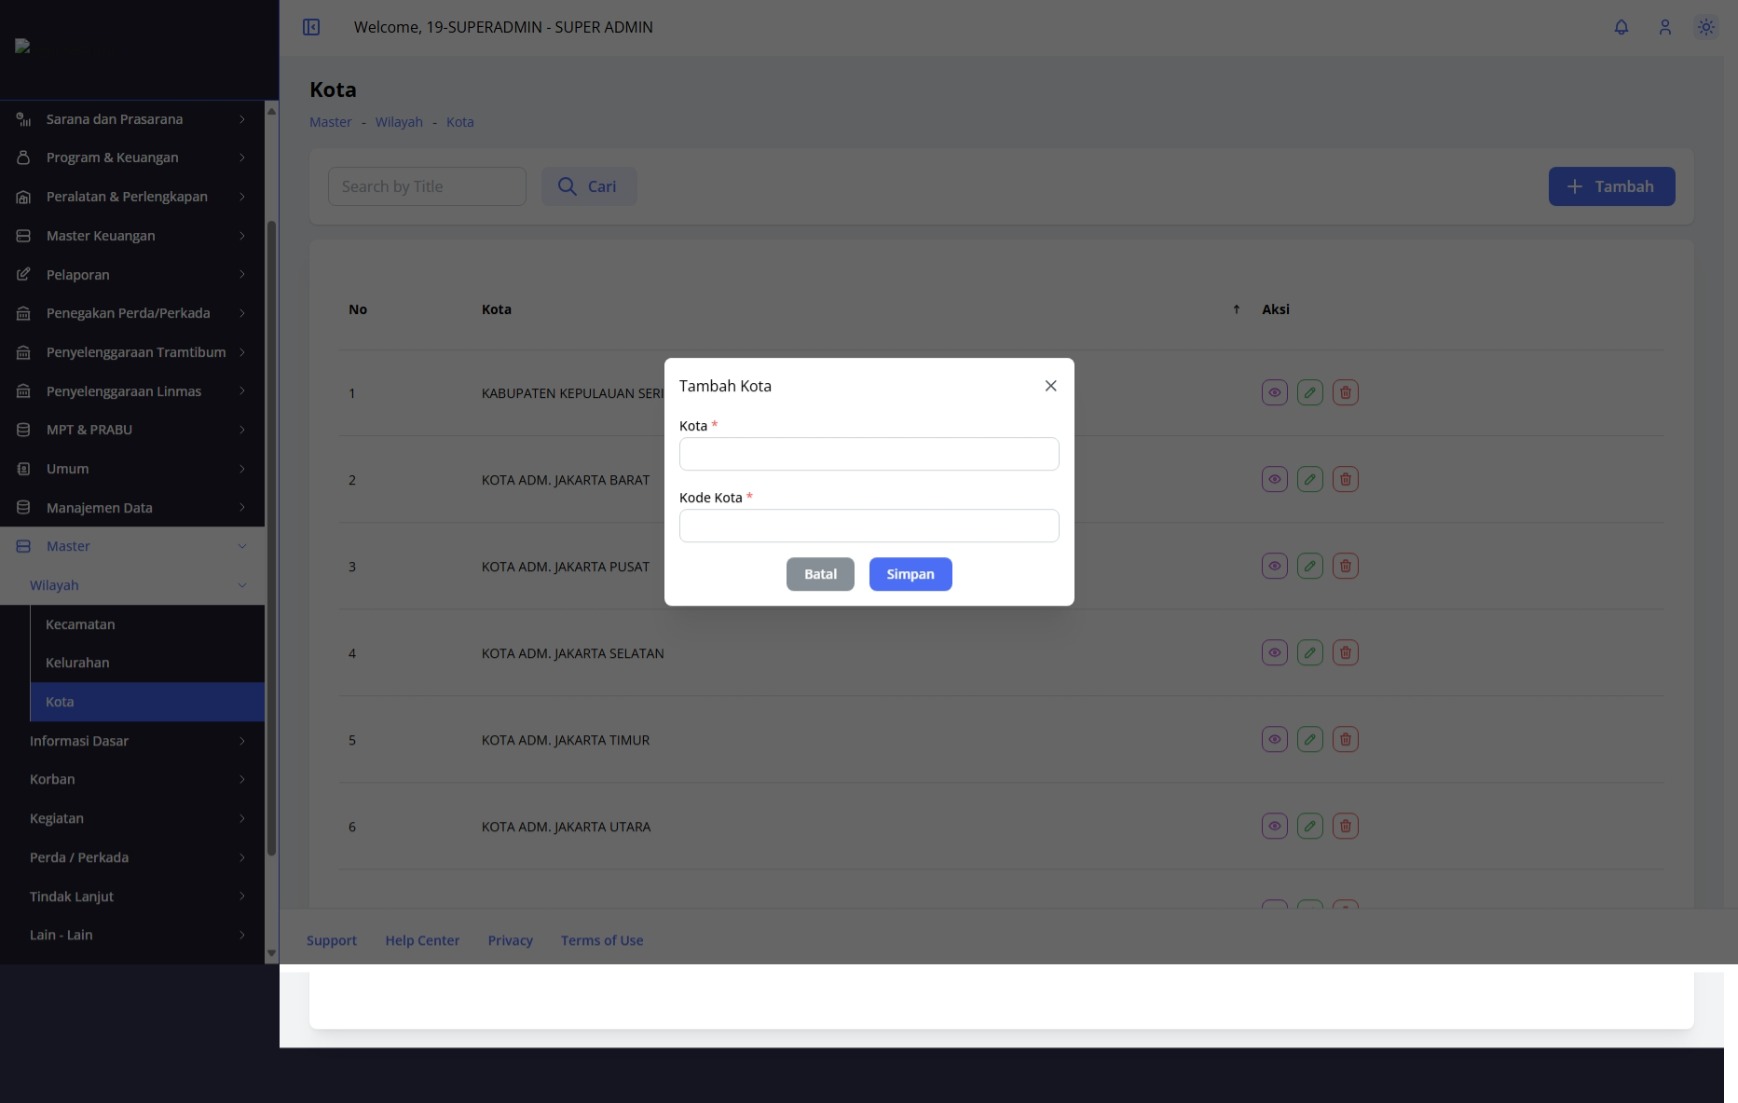 Welcome, 19-SUPERADMIN - SUPER ADMIN
Sarana dan Prasarana
Program & Keuangan
Peralatan & Perlengkapan
Master Keuangan
Pelaporan
Penegakan Perda/Perkada
Penyelenggaraan Tramtibum
Penyelenggaraan Linmas
MPT & PRABU
Umum
Manajemen Data
Master
Wilayah
Kecamatan
Kelurahan
Kota
Informasi Dasar
Korban
Kegiatan
Perda / Perkada
Tindak Lanjut
Lain - Lain
Kota
Master - Wilayah - Kota
Search by Title
Cari
Tambah
No Kota Aksi
1 KABUPATEN KEPULAUAN SERI
2 KOTA ADM. JAKARTA BARAT
3 KOTA ADM. JAKARTA PUSAT
4 KOTA ADM. JAKARTA SELATAN
5 KOTA ADM. JAKARTA TIMUR
6 KOTA ADM. JAKARTA UTARA
Tambah Kota
Kota *
Kode Kota *
Batal Simpan
Support Help Center Privacy Terms of Use